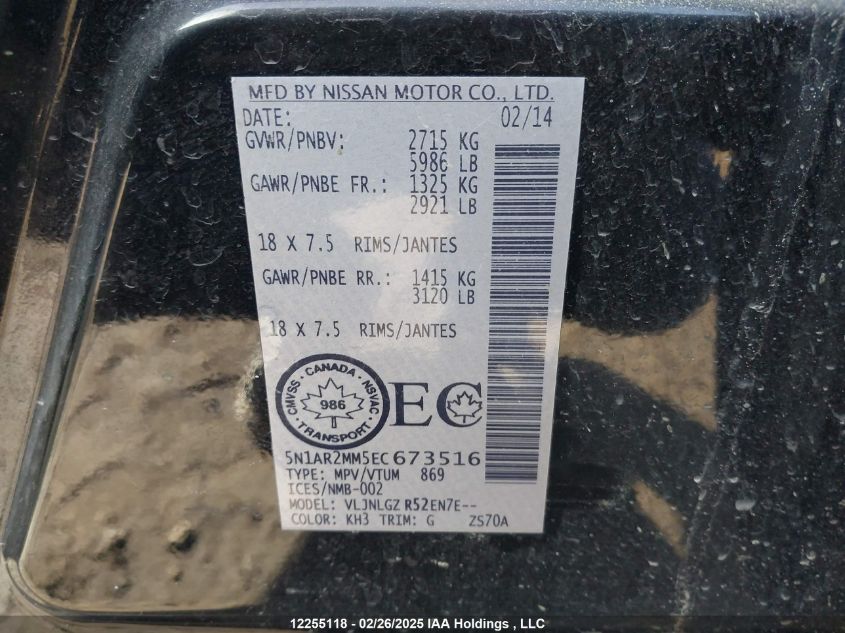 MFD BY NISSAN MOTOR CO., LTD.
DATE: 02/14
GVWR/PNBV: 2715 KG
5986 LB
GAWR/PNBE FR.: 1325 KG
2921 LB
18 X 7.5 RIMS/JANTES
GAWR/PNBE RR.: 1415 KG
3120 LB
18 X 7.5 RIMS/JANTES
CANADA
CMVSS · NSVAC
986
TRANSPORT
EC
5N1AR2MM5EC673516
TYPE: MPV/VTUM 869
ICES/NMB-002
MODEL: VLJNLGZ R52EN7E--
COLOR: KH3 TRIM: G ZS70A
12255118 - 02/26/2025 IAA Holdings , LLC